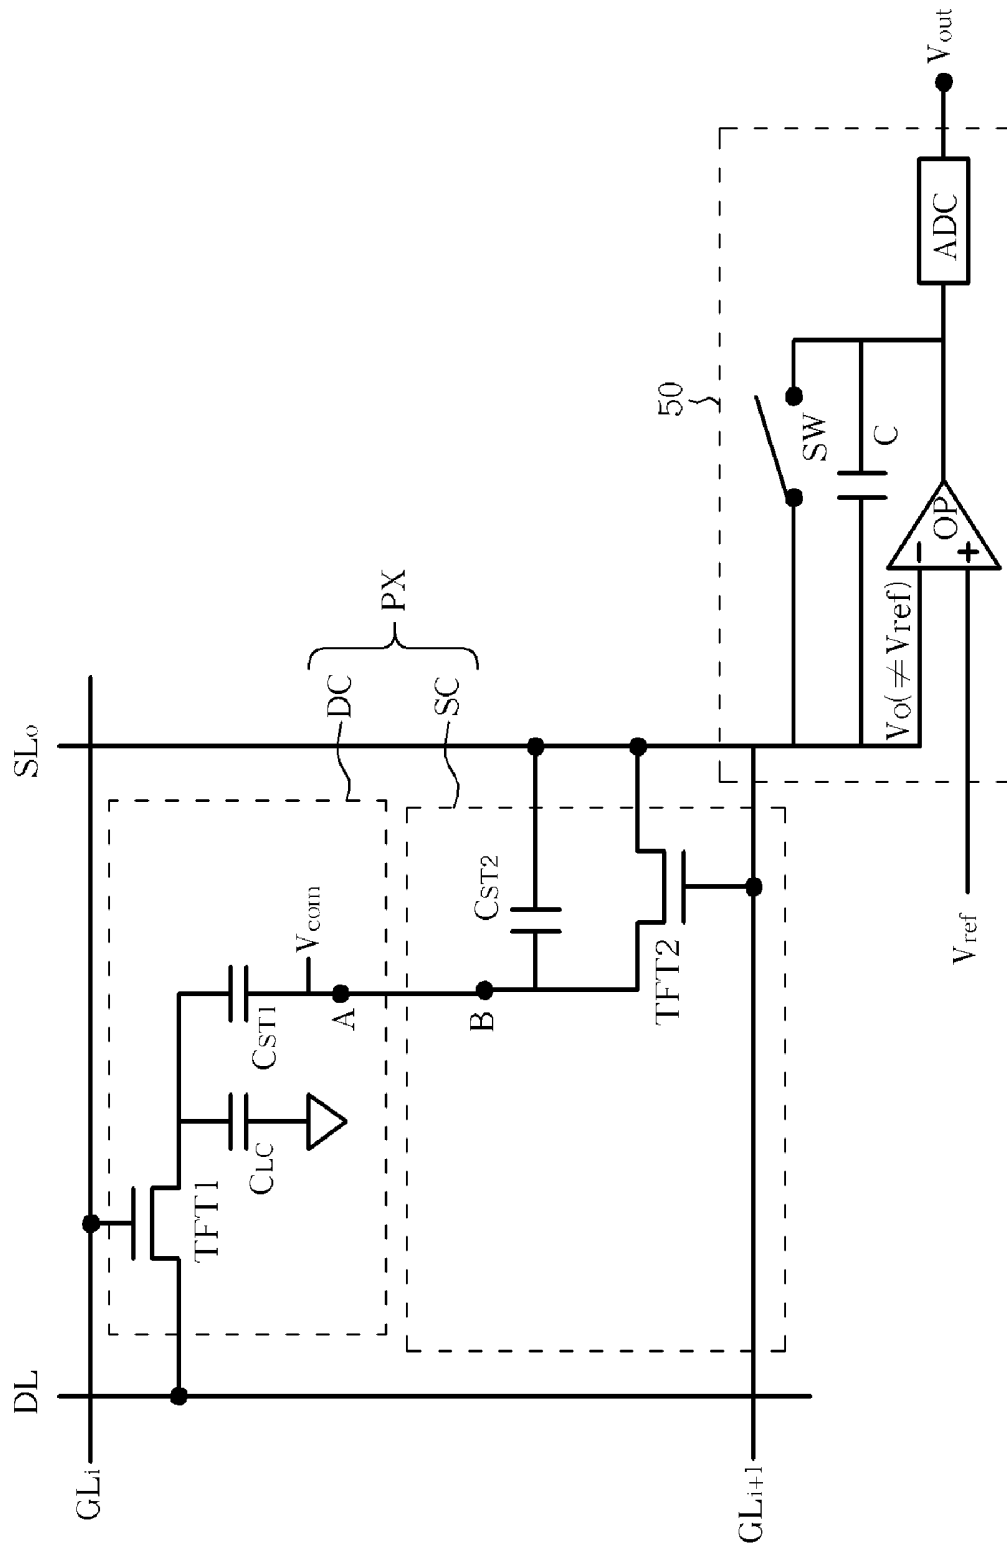 DL
SLo
GLi
TFT1
CLC
CST1
Vcom
A
DC
PX
SC
B
CST2
TFT2
GLi+1
50
SW
C
Vo(≠Vref)
OP
−
+
Vref
ADC
Vout